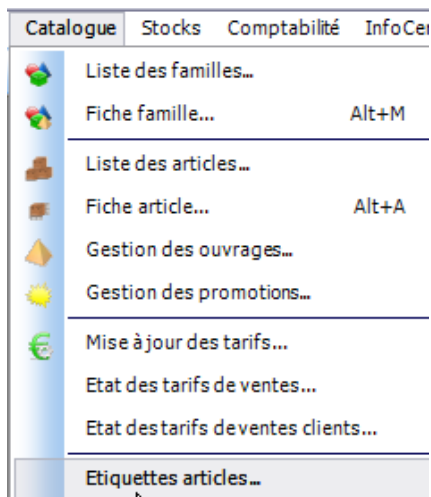 Catalogue Stocks Comptabilité
Liste des familles...
Fiche famille... Alt+M
Liste des articles...
Fiche article... Alt+A
Gestion des ouvrages...
Gestion des promotions...
Mise à jour des tarifs...
Etat des tarifs de ventes...
Etat des tarifs de ventes clients...
Etiquettes articles...